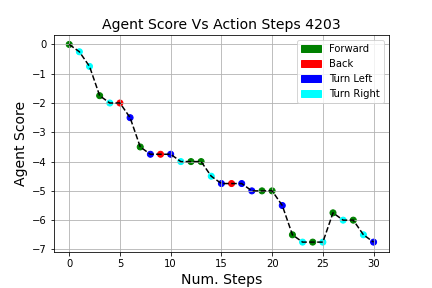 Agent Score Vs Action Steps 4203
Forward
Back
Turn Left
Turn Right
Agent Score
0
−1
−2
−3
−4
−5
−6
−7
0 5 10 15 20 25 30
Num. Steps